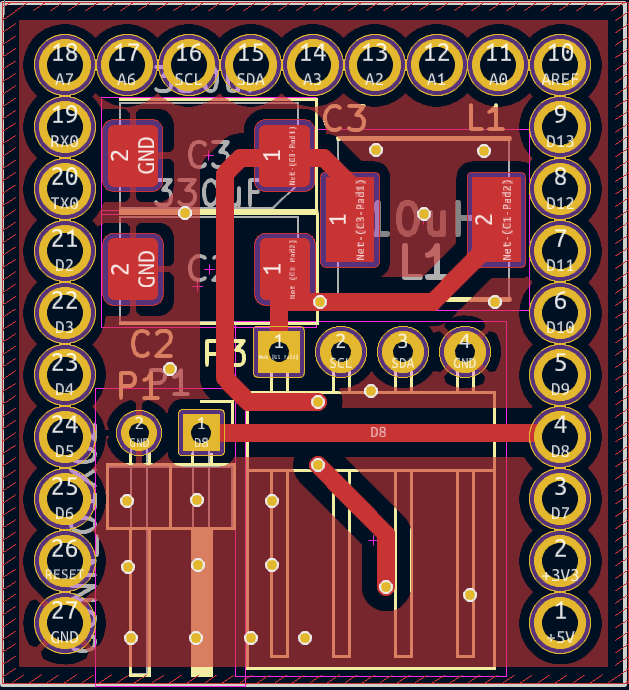 18 17 16 15 14 13 12 11 10
A7 A6 SCL SDA A3 A2 A1 A0 AREF
19
RX0
C3
L1
9
D13
2
GND
C3
1
Net-(C3-Pad1)
20
TX0
330uF
8
D12
1
Net-(C3-Pad1)
10uH
2
Net-(C1-Pad2)
21
D2
7
D11
2
GND
C2
1
L1
22
D3
6
D10
C2
P3
1
2
SCL
3
SDA
4
GND
23
D4
5
D9
P1
P1
24
D5
2
GND
1
D8
D8
4
D8
25
D6
3
D7
26
RESET
2
+3V3
27
GND
1
+5V